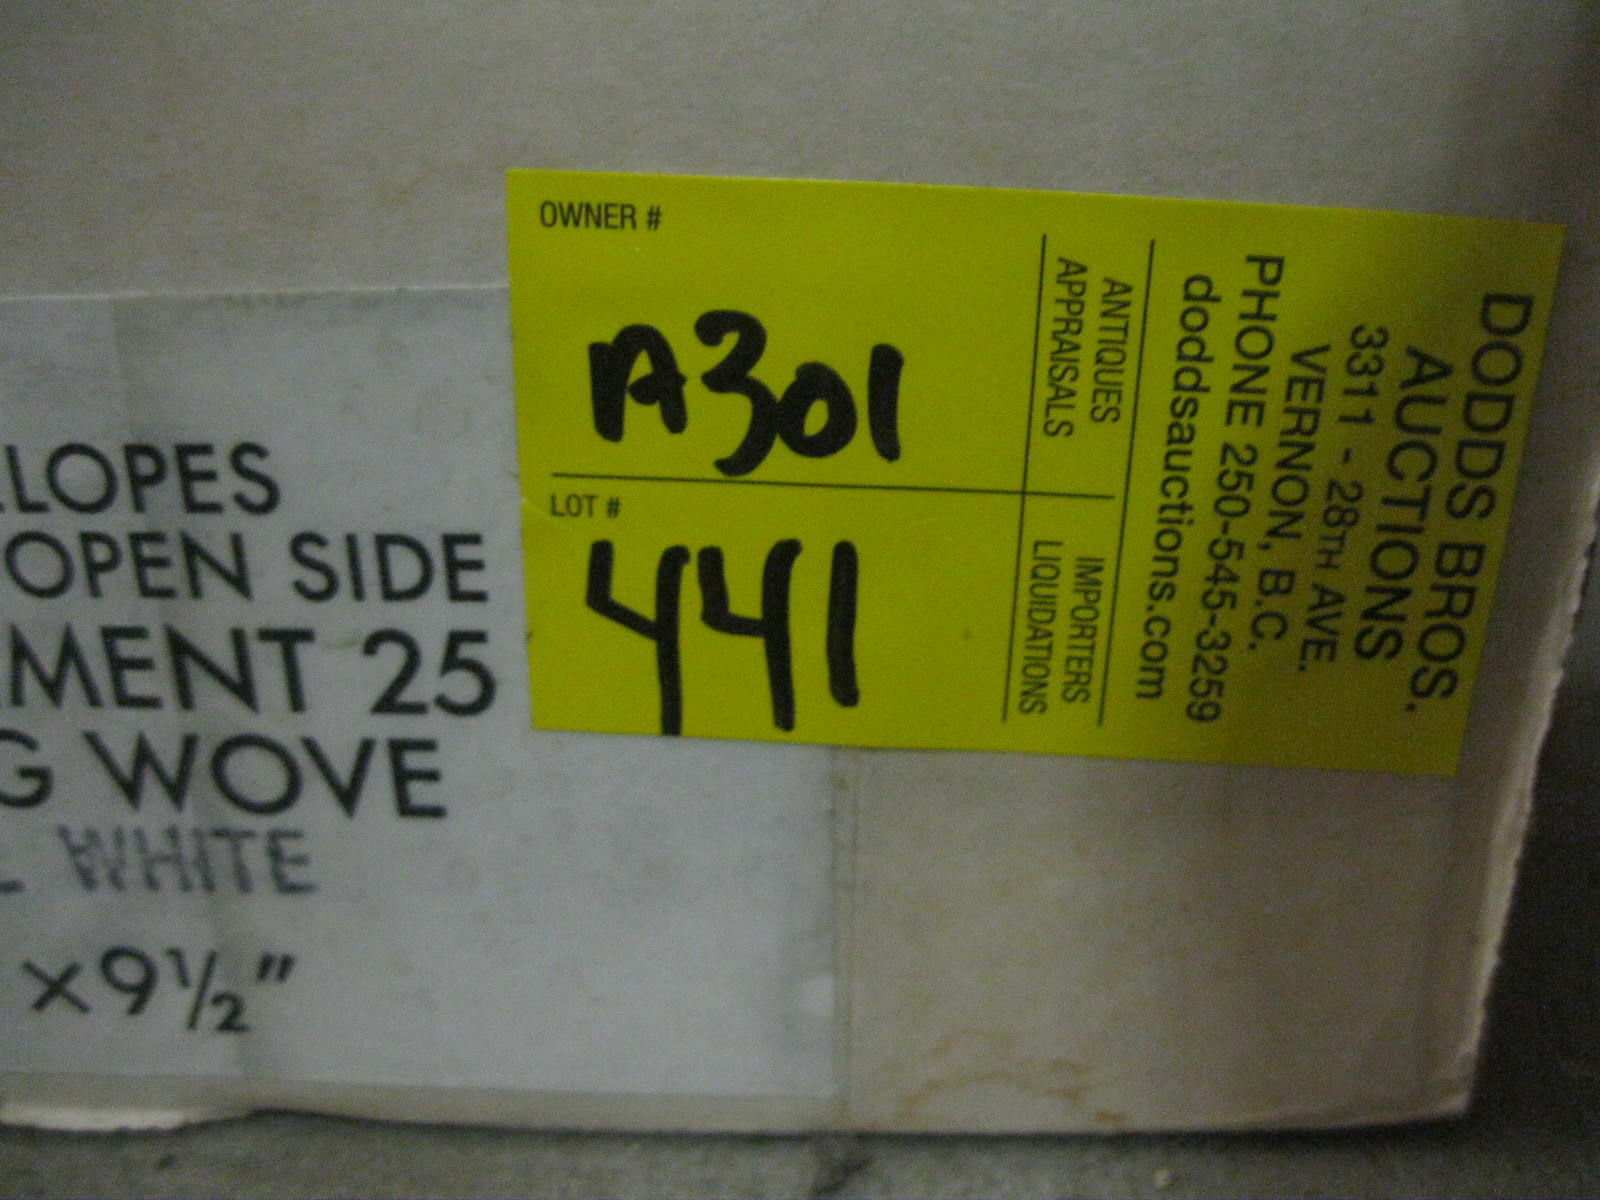 OWNER #
A301
LOT #
441
ANTIQUES
APPRAISALS
IMPORTERS
LIQUIDATIONS
DODDS BROS.
AUCTIONS
3311 - 28TH AVE.
VERNON, B.C.
PHONE 250-545-3259
doddsauctions.com
LOPES
OPEN SIDE
MENT 25
G WOVE
WHITE
×9½"